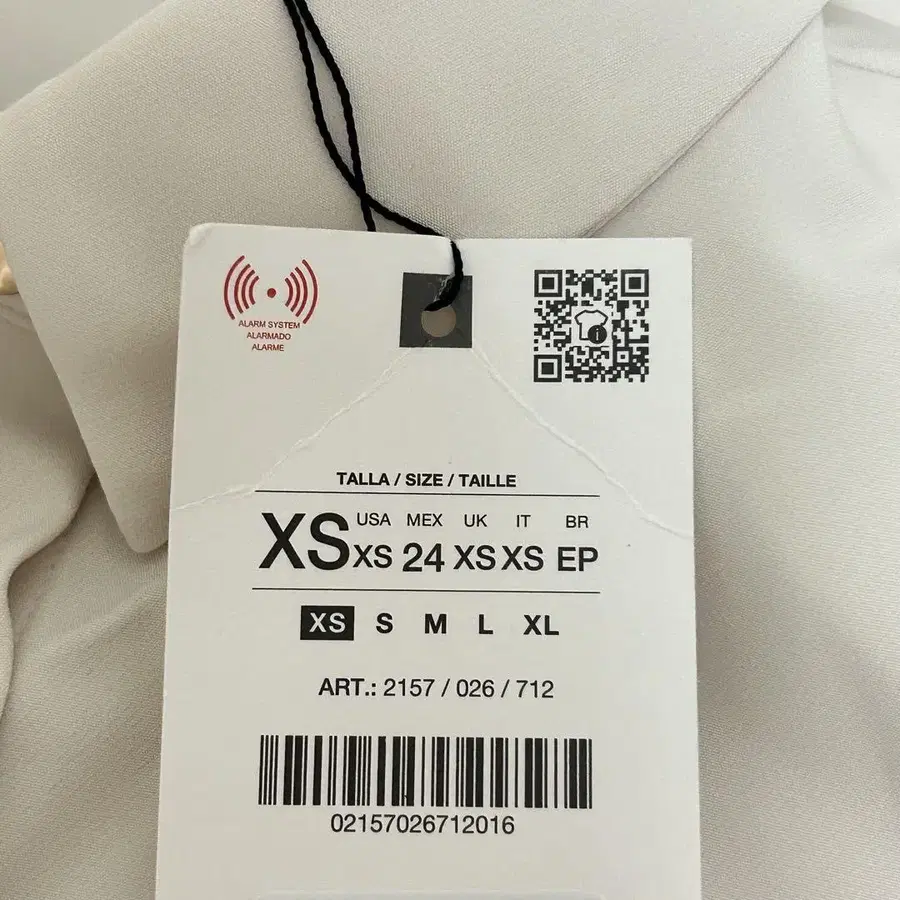 ALARM SYSTEM
ALARMADO
ALARME
i
TALLA / SIZE / TAILLE
XS
USA MEX UK IT BR
XS 24 XS XS EP
XS S M L XL
ART.: 2157 / 026 / 712
02157026712016